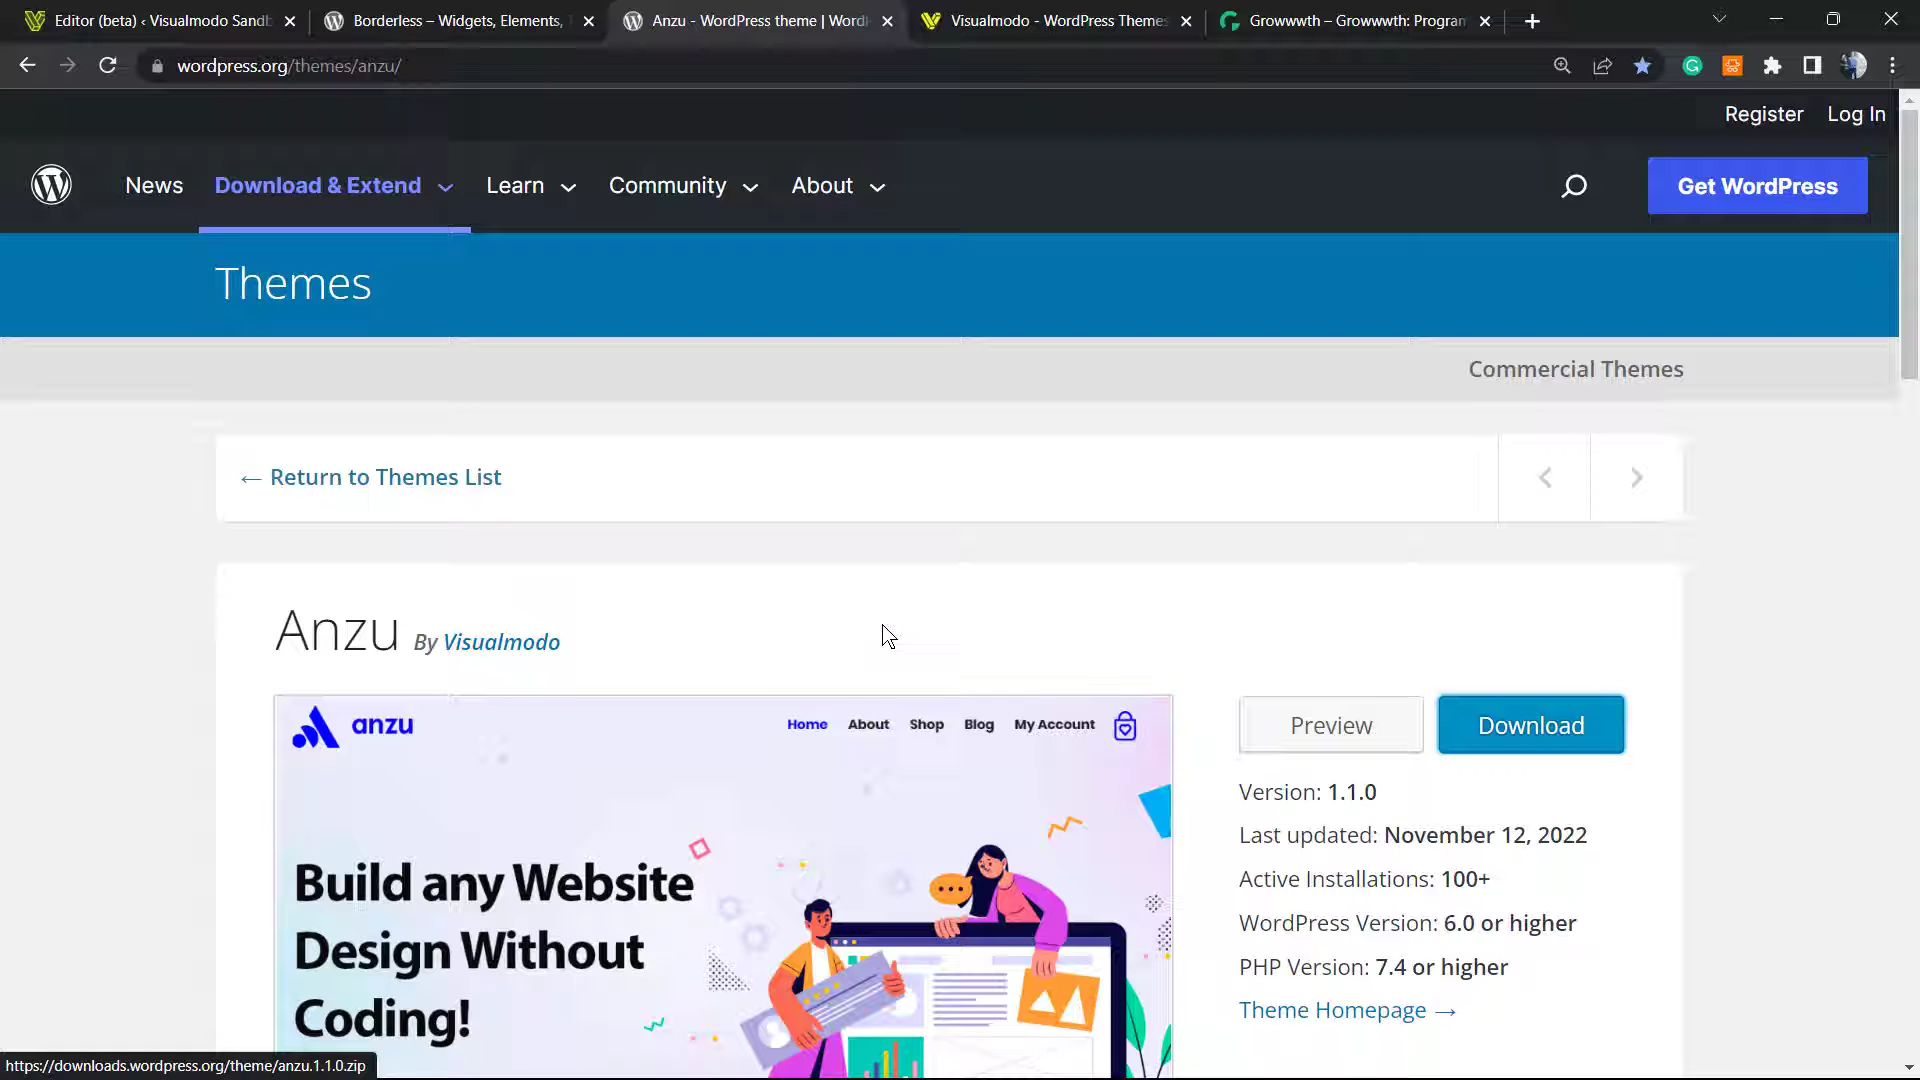 Editor (beta) ‹ Visualmodo Sandb
Borderless – Widgets, Elements,
Anzu - WordPress theme | Word
Visualmodo - WordPress Themes
Growwwth – Growwwth: Program
wordpress.org/themes/anzu/
Register
Log In
News
Download & Extend
Learn
Community
About
Get WordPress
Themes
Commercial Themes
← Return to Themes List
Anzu By Visualmodo
anzu
Home
About
Shop
Blog
My Account
Preview
Download
Build any Website
Design Without
Coding!
Version: 1.1.0
Last updated: November 12, 2022
Active Installations: 100+
WordPress Version: 6.0 or higher
PHP Version: 7.4 or higher
Theme Homepage →
https://downloads.wordpress.org/theme/anzu.1.1.0.zip